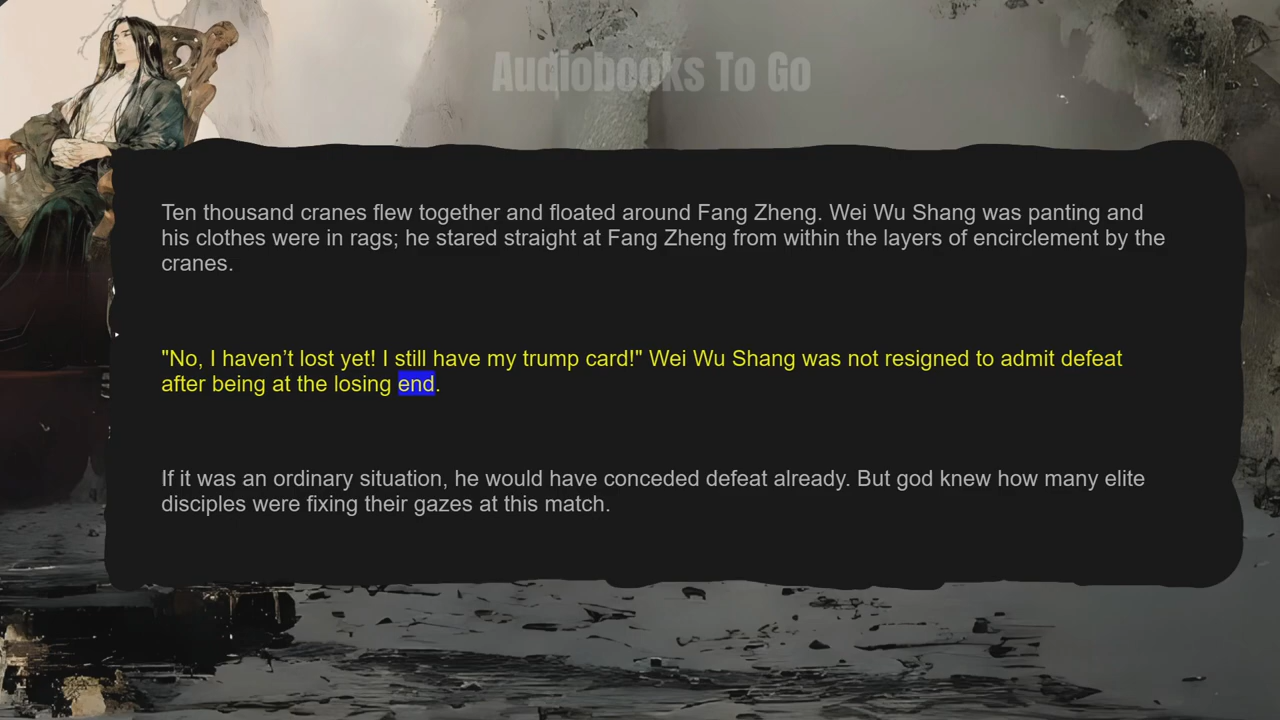 Audiobooks To Go
Ten thousand cranes flew together and floated around Fang Zheng. Wei Wu Shang was panting and
his clothes were in rags; he stared straight at Fang Zheng from within the layers of encirclement by the
cranes.
"No, I haven’t lost yet! I still have my trump card!" Wei Wu Shang was not resigned to admit defeat
after being at the losing end.
If it was an ordinary situation, he would have conceded defeat already. But god knew how many elite
disciples were fixing their gazes at this match.